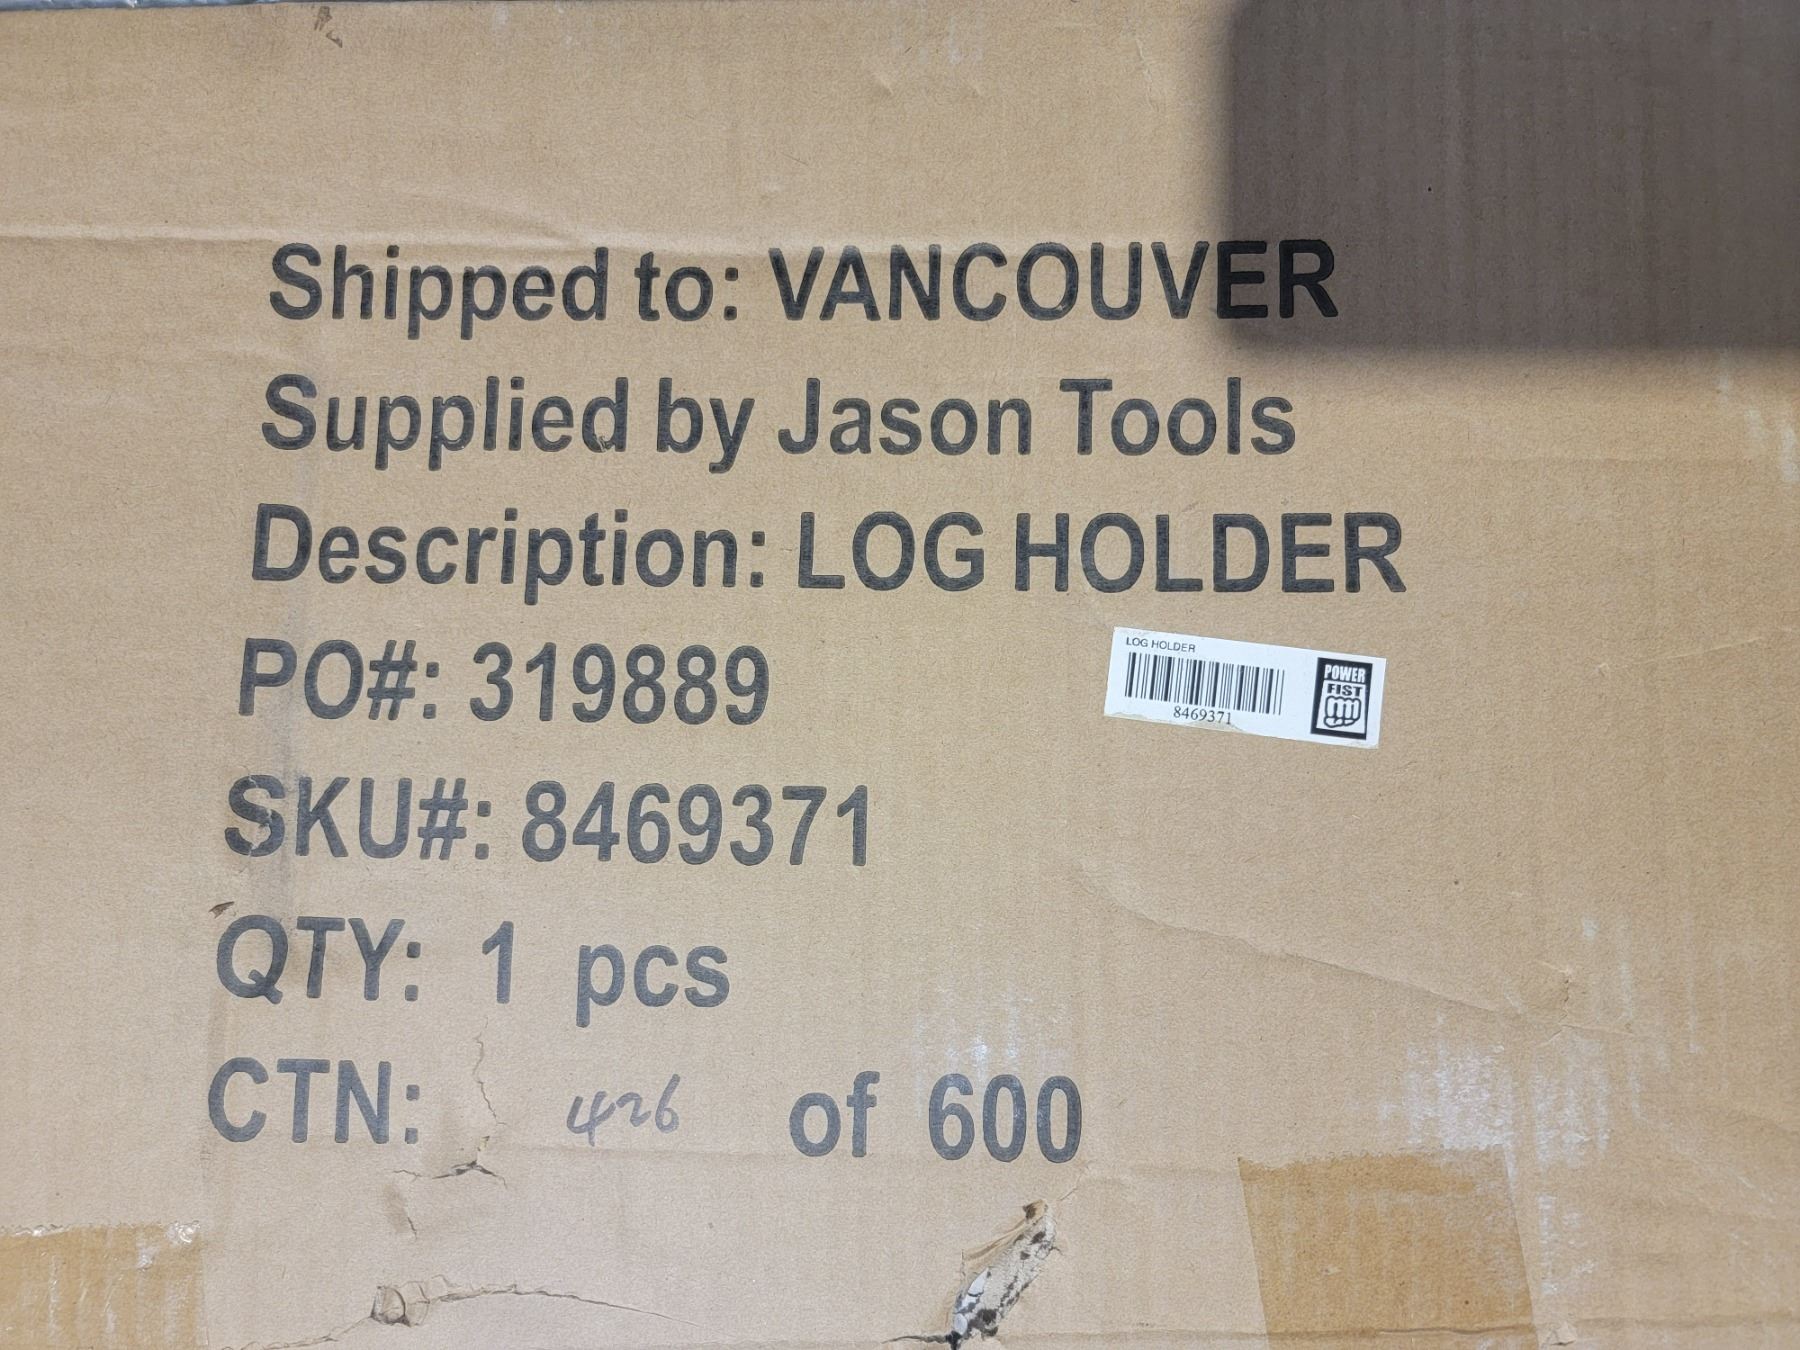 Shipped to: VANCOUVER
Supplied by Jason Tools
Description: LOG HOLDER
PO#: 319889
LOG HOLDER
8469371
POWER
FIST
SKU#: 8469371
QTY: 1 pcs
CTN: 426 of 600